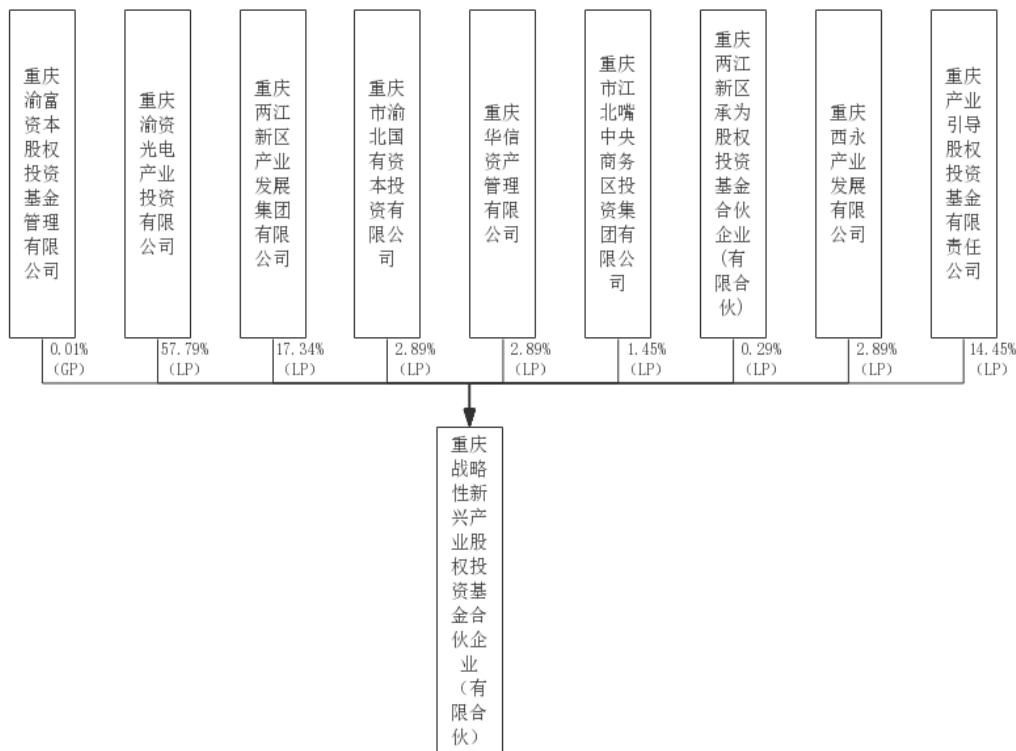 重庆
渝富
资本
股权
投资
基金
管理
有限
公司
重庆
渝资
光电
产业
投资
有限
公司
重庆
两江
新区
产业
发展
集团
有限
公司
重庆
市渝
北国
有资
本投
资有
限公
司
重庆
华信
资产
管理
有限
公司
重庆
市江
北嘴
中央
商务
区投
资集
团有
限公
司
重庆
两江
新区
承为
股权
投资
基金
合伙
企业
(有
限合
伙)
重庆
西永
产业
发展
有限
公司
重庆
产业
引导
股权
投资
基金
有限
责任
公司
0.01%
(GP)
57.79%
(LP)
17.34%
(LP)
2.89%
(LP)
2.89%
(LP)
1.45%
(LP)
0.29%
(LP)
2.89%
(LP)
14.45%
(LP)
重庆
战略
性新
兴产
业股
权投
资基
金合
伙企
业
（有
限合
伙）